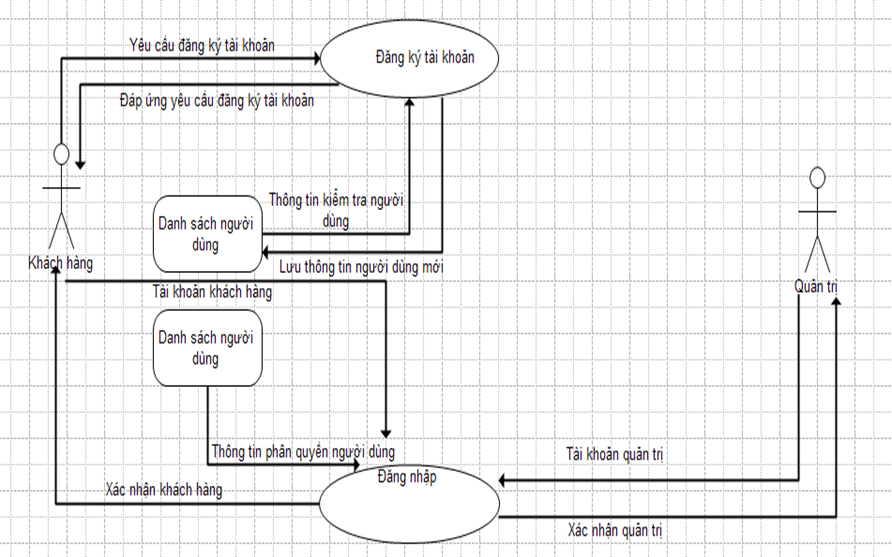 Yêu cầu đăng ký tài khoản
Đăng ký tài khoản
Đáp ứng yêu cầu đăng ký tài khoản
Thông tin kiểm tra người
dùng
Danh sách người
dùng
Khách hàng
Lưu thông tin người dùng mới
Tài khoản khách hàng
Quản trị
Danh sách người
dùng
Thông tin phân quyền người dùng
Tài khoản quản trị
Đăng nhập
Xác nhận khách hàng
Xác nhận quản trị